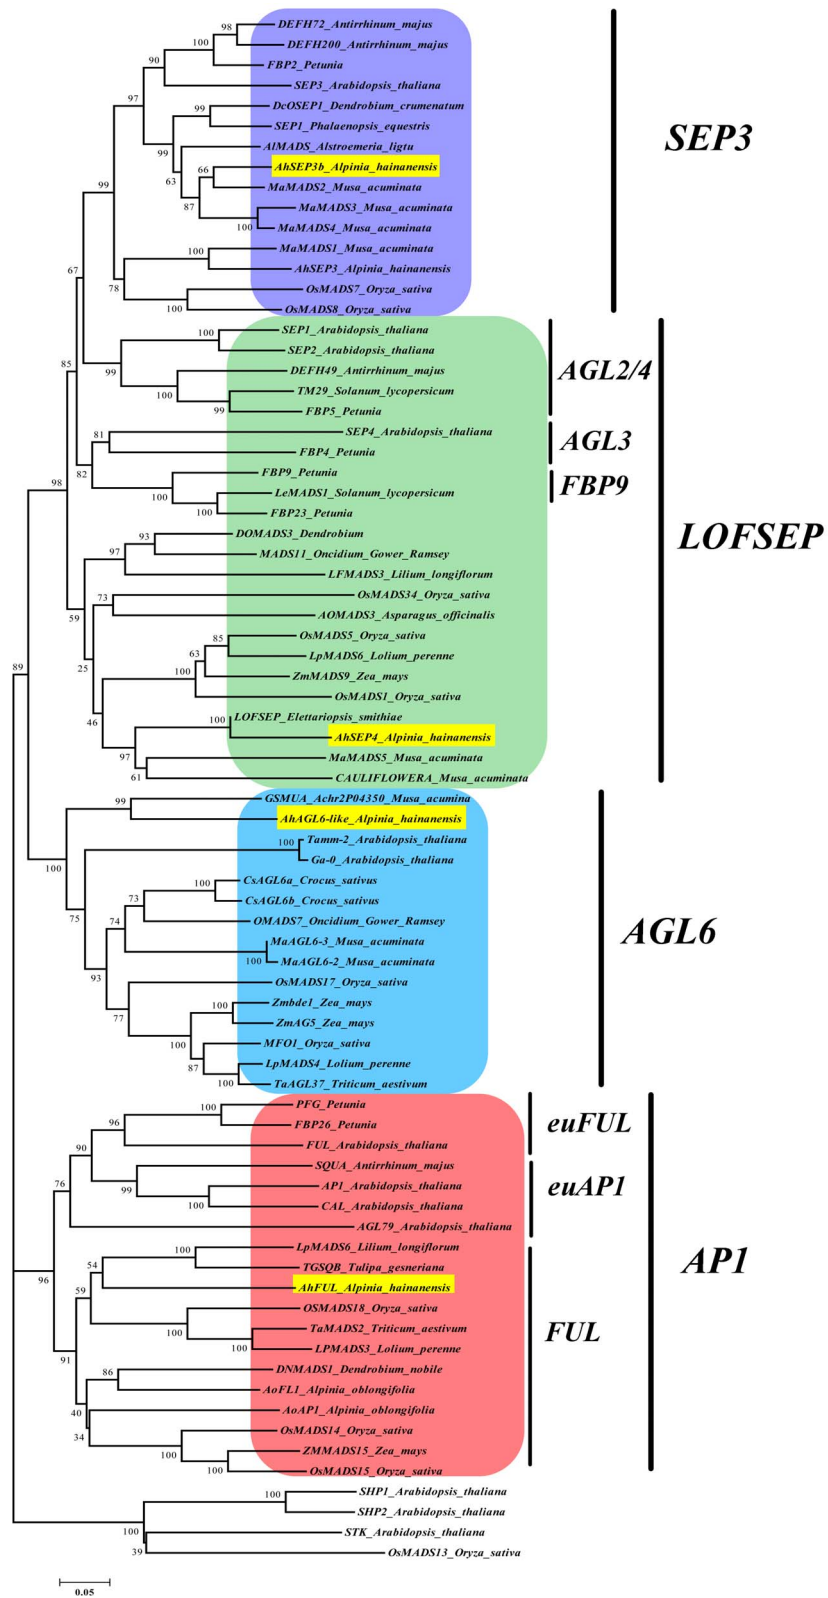 DEFH72_Antirrhinum_majus
98
DEFH200_Antirrhinum_majus
100
FBP2_Petunia
90
SEP3_Arabidopsis_thaliana
97
DcOSEP1_Dendrobium_crumenatum
99
SEP1_Phalaenopsis_equestris
SEP3
99
AlMADS_Alstroemeria_ligtu
63
AhSEP3b_Alpinia_hainanensis
66
MaMADS2_Musa_acuminata
87
MaMADS3_Musa_acuminata
100
MaMADS4_Musa_acuminata
99
MaMADS1_Musa_acuminata
100
AhSEP3_Alpinia_hainanensis
78
OsMADS7_Oryza_sativa
100
OsMADS8_Oryza_sativa
67
SEP1_Arabidopsis_thaliana
100
SEP2_Arabidopsis_thaliana
99
DEFH49_Antirrhinum_majus
AGL2/4
100
TM29_Solanum_lycopersicum
99
FBP5_Petunia
85
SEP4_Arabidopsis_thaliana
81
AGL3
FBP4_Petunia
82
FBP9_Petunia
100
FBP9
LeMADS1_Solanum_lycopersicum
100
FBP23_Petunia
98
DOMADS3_Dendrobium
93
LOFSEP
MADS11_Oncidium_Gower_Ramsey
97
LFMADS3_Lilium_longiflorum
59
OsMADS34_Oryza_sativa
73
AOMADS3_Asparagus_officinalis
25
OsMADS5_Oryza_sativa
85
LpMADS6_Lolium_perenne
63
ZmMADS9_Zea_mays
100
OsMADS1_Oryza_sativa
89
46
LOFSEP_Elettariopsis_smithiae
100
AhSEP4_Alpinia_hainanensis
97
MaMADS5_Musa_acuminata
61
CAULIFLOWERA_Musa_acuminata
GSMUA_Achr2P04350_Musa_acumina
99
AhAGL6-like_Alpinia_hainanensis
100
Tamm-2_Arabidopsis_thaliana
100
Ga-0_Arabidopsis_thaliana
75
CsAGL6a_Crocus_sativus
100
CsAGL6b_Crocus_sativus
73
OMADS7_Oncidium_Gower_Ramsey
74
AGL6
MaAGL6-3_Musa_acuminata
100
MaAGL6-2_Musa_acuminata
93
OsMADS17_Oryza_sativa
77
Zmbde1_Zea_mays
100
ZmAG5_Zea_mays
100
MFO1_Oryza_sativa
87
LpMADS4_Lolium_perenne
100
TaAGL37_Triticum_aestivum
PFG_Petunia
100
FBP26_Petunia
96
euFUL
FUL_Arabidopsis_thaliana
90
SQUA_Antirrhinum_majus
99
AP1_Arabidopsis_thaliana
euAP1
100
CAL_Arabidopsis_thaliana
76
AGL79_Arabidopsis_thaliana
96
LpMADS6_Lilium_longiflorum
100
TGSQB_Tulipa_gesneriana
54
AP1
AhFUL_Alpinia_hainanensis
59
OSMADS18_Oryza_sativa
100
TaMADS2_Triticum_aestivum
FUL
100
LPMADS3_Lolium_perenne
91
DNMADS1_Dendrobium_nobile
86
AoFL1_Alpinia_oblongifolia
40
AoAP1_Alpinia_oblongifolia
34
OsMADS14_Oryza_sativa
100
ZMMADS15_Zea_mays
100
OsMADS15_Oryza_sativa
SHP1_Arabidopsis_thaliana
100
SHP2_Arabidopsis_thaliana
100
STK_Arabidopsis_thaliana
39
OsMADS13_Oryza_sativa
0.05